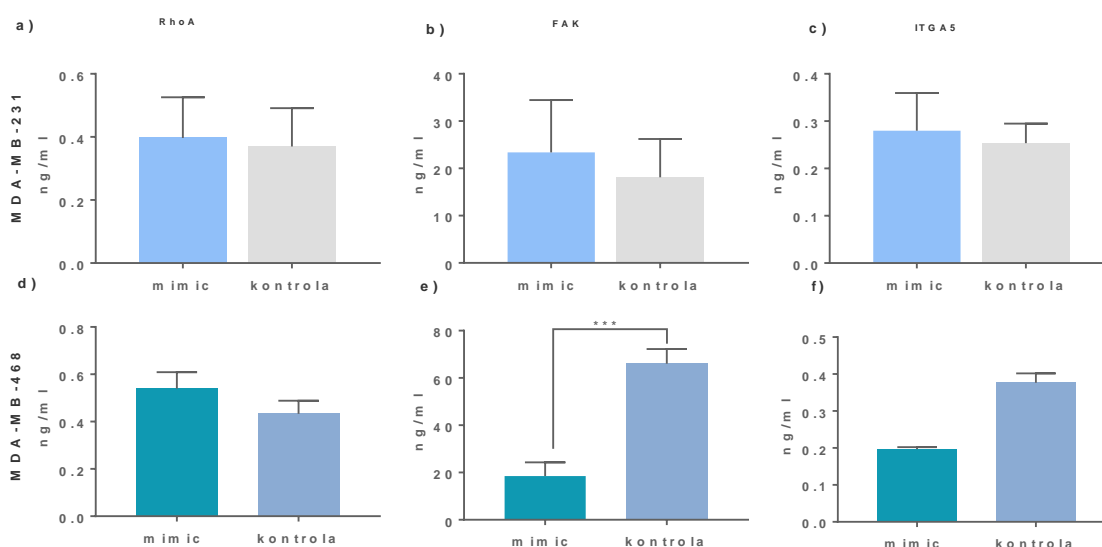 a) RhoA
b) FAK
c) ITGA5
MDA-MB-231
ng/ml
0.6
0.4
0.2
0.0
mimic kontrola
ng/ml
40
30
20
10
0
mimic kontrola
ng/ml
0.4
0.3
0.2
0.1
0.0
mimic kontrola
d)
e)
f)
MDA-MB-468
ng/ml
0.8
0.6
0.4
0.2
0.0
mimic kontrola
ng/ml
80
60
40
20
0
***
mimic kontrola
ng/ml
0.5
0.4
0.3
0.2
0.1
0.0
mimic kontrola